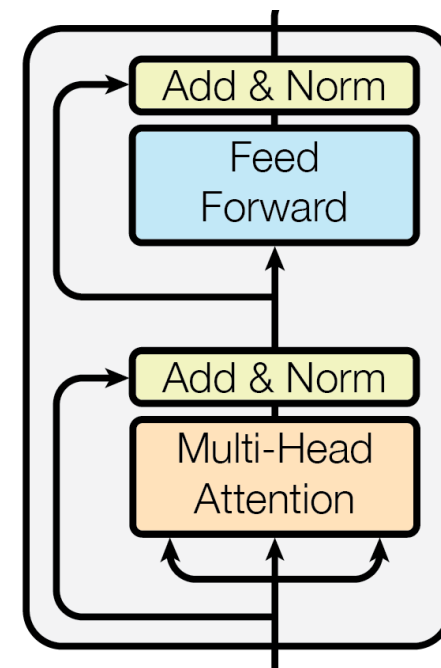 Add & Norm
Feed
Forward
Add & Norm
Multi-Head
Attention